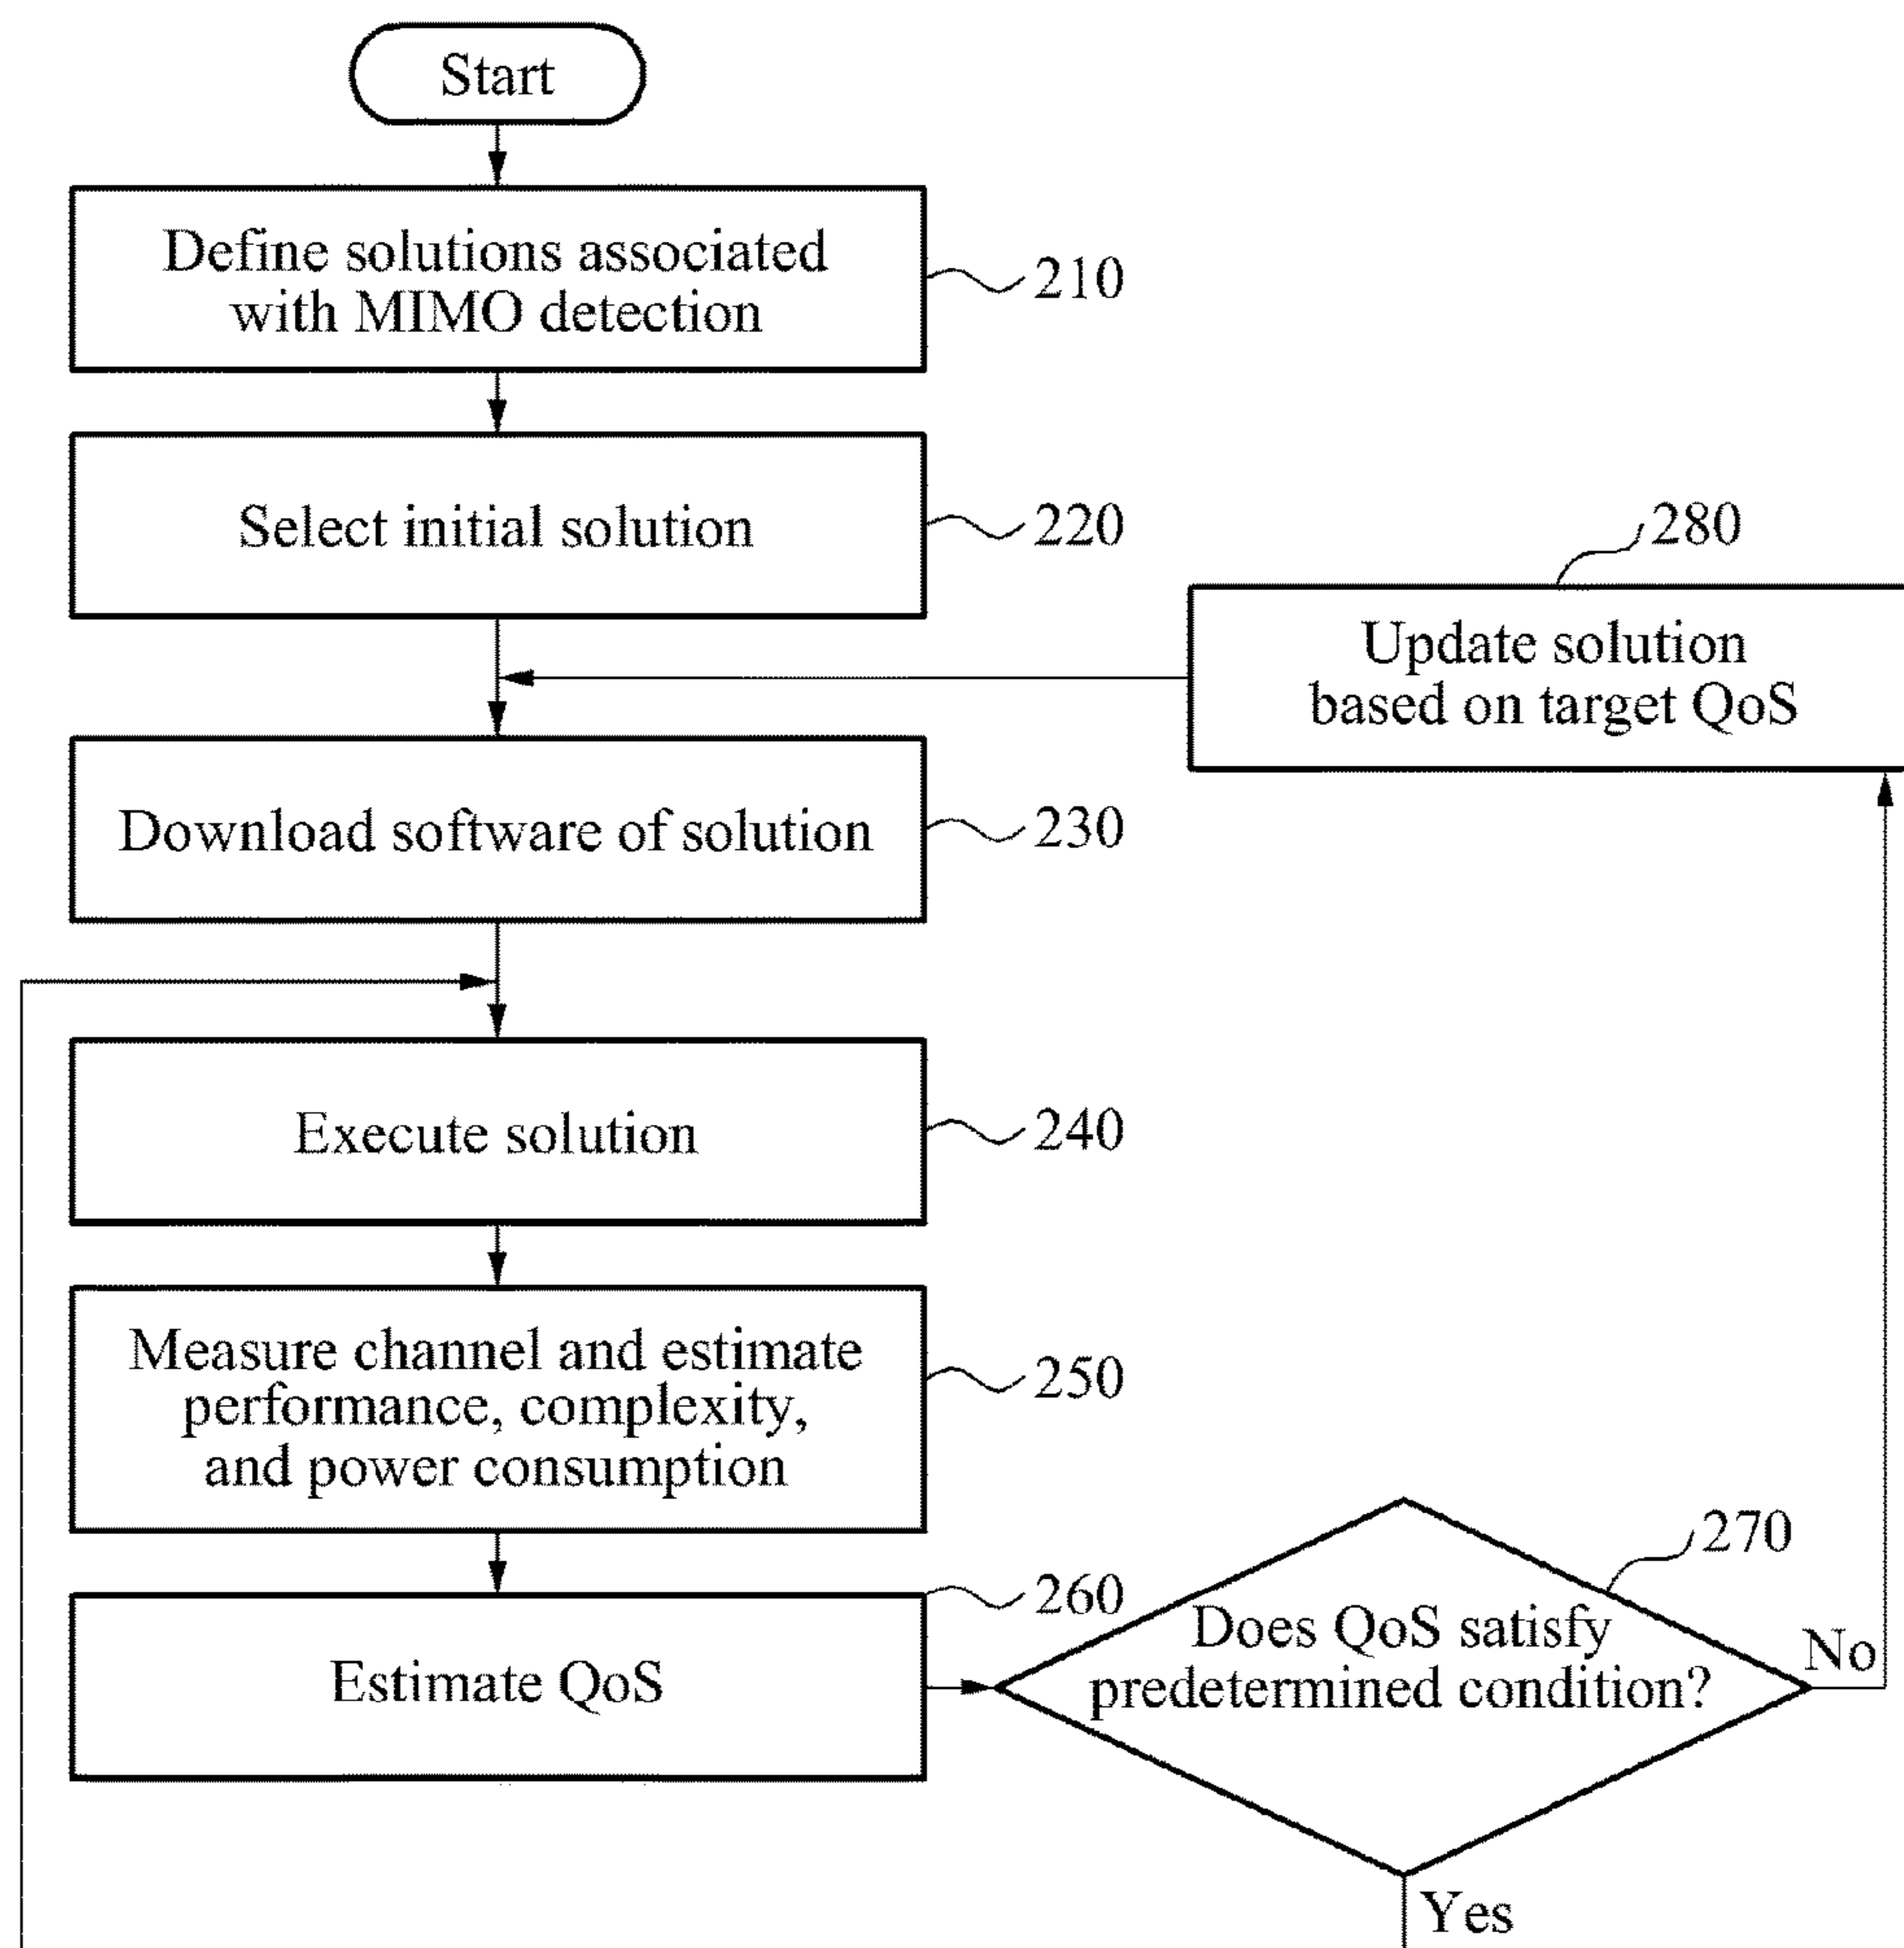 Start
Define solutions associated
with MIMO detection
210
Select initial solution
220
280
Update solution
based on target QoS
Download software of solution
230
Execute solution
240
Measure channel and estimate
performance, complexity,
and power consumption
250
Estimate QoS
260
270
Does QoS satisfy
predetermined condition?
No
Yes